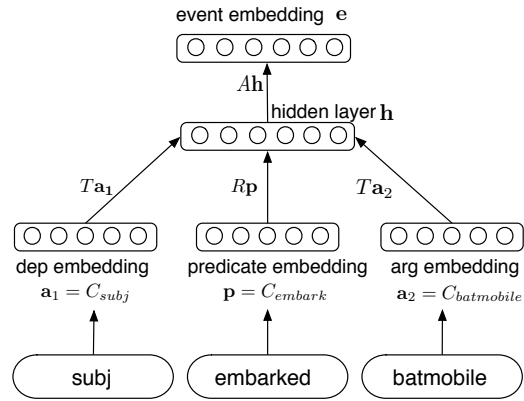 event embedding e
Ah
hidden layer h
Ta₁ Rp Ta₂
dep embedding predicate embedding arg embedding
a₁ = C_subj p = C_embark a₂ = C_batmobile
subj embarked batmobile